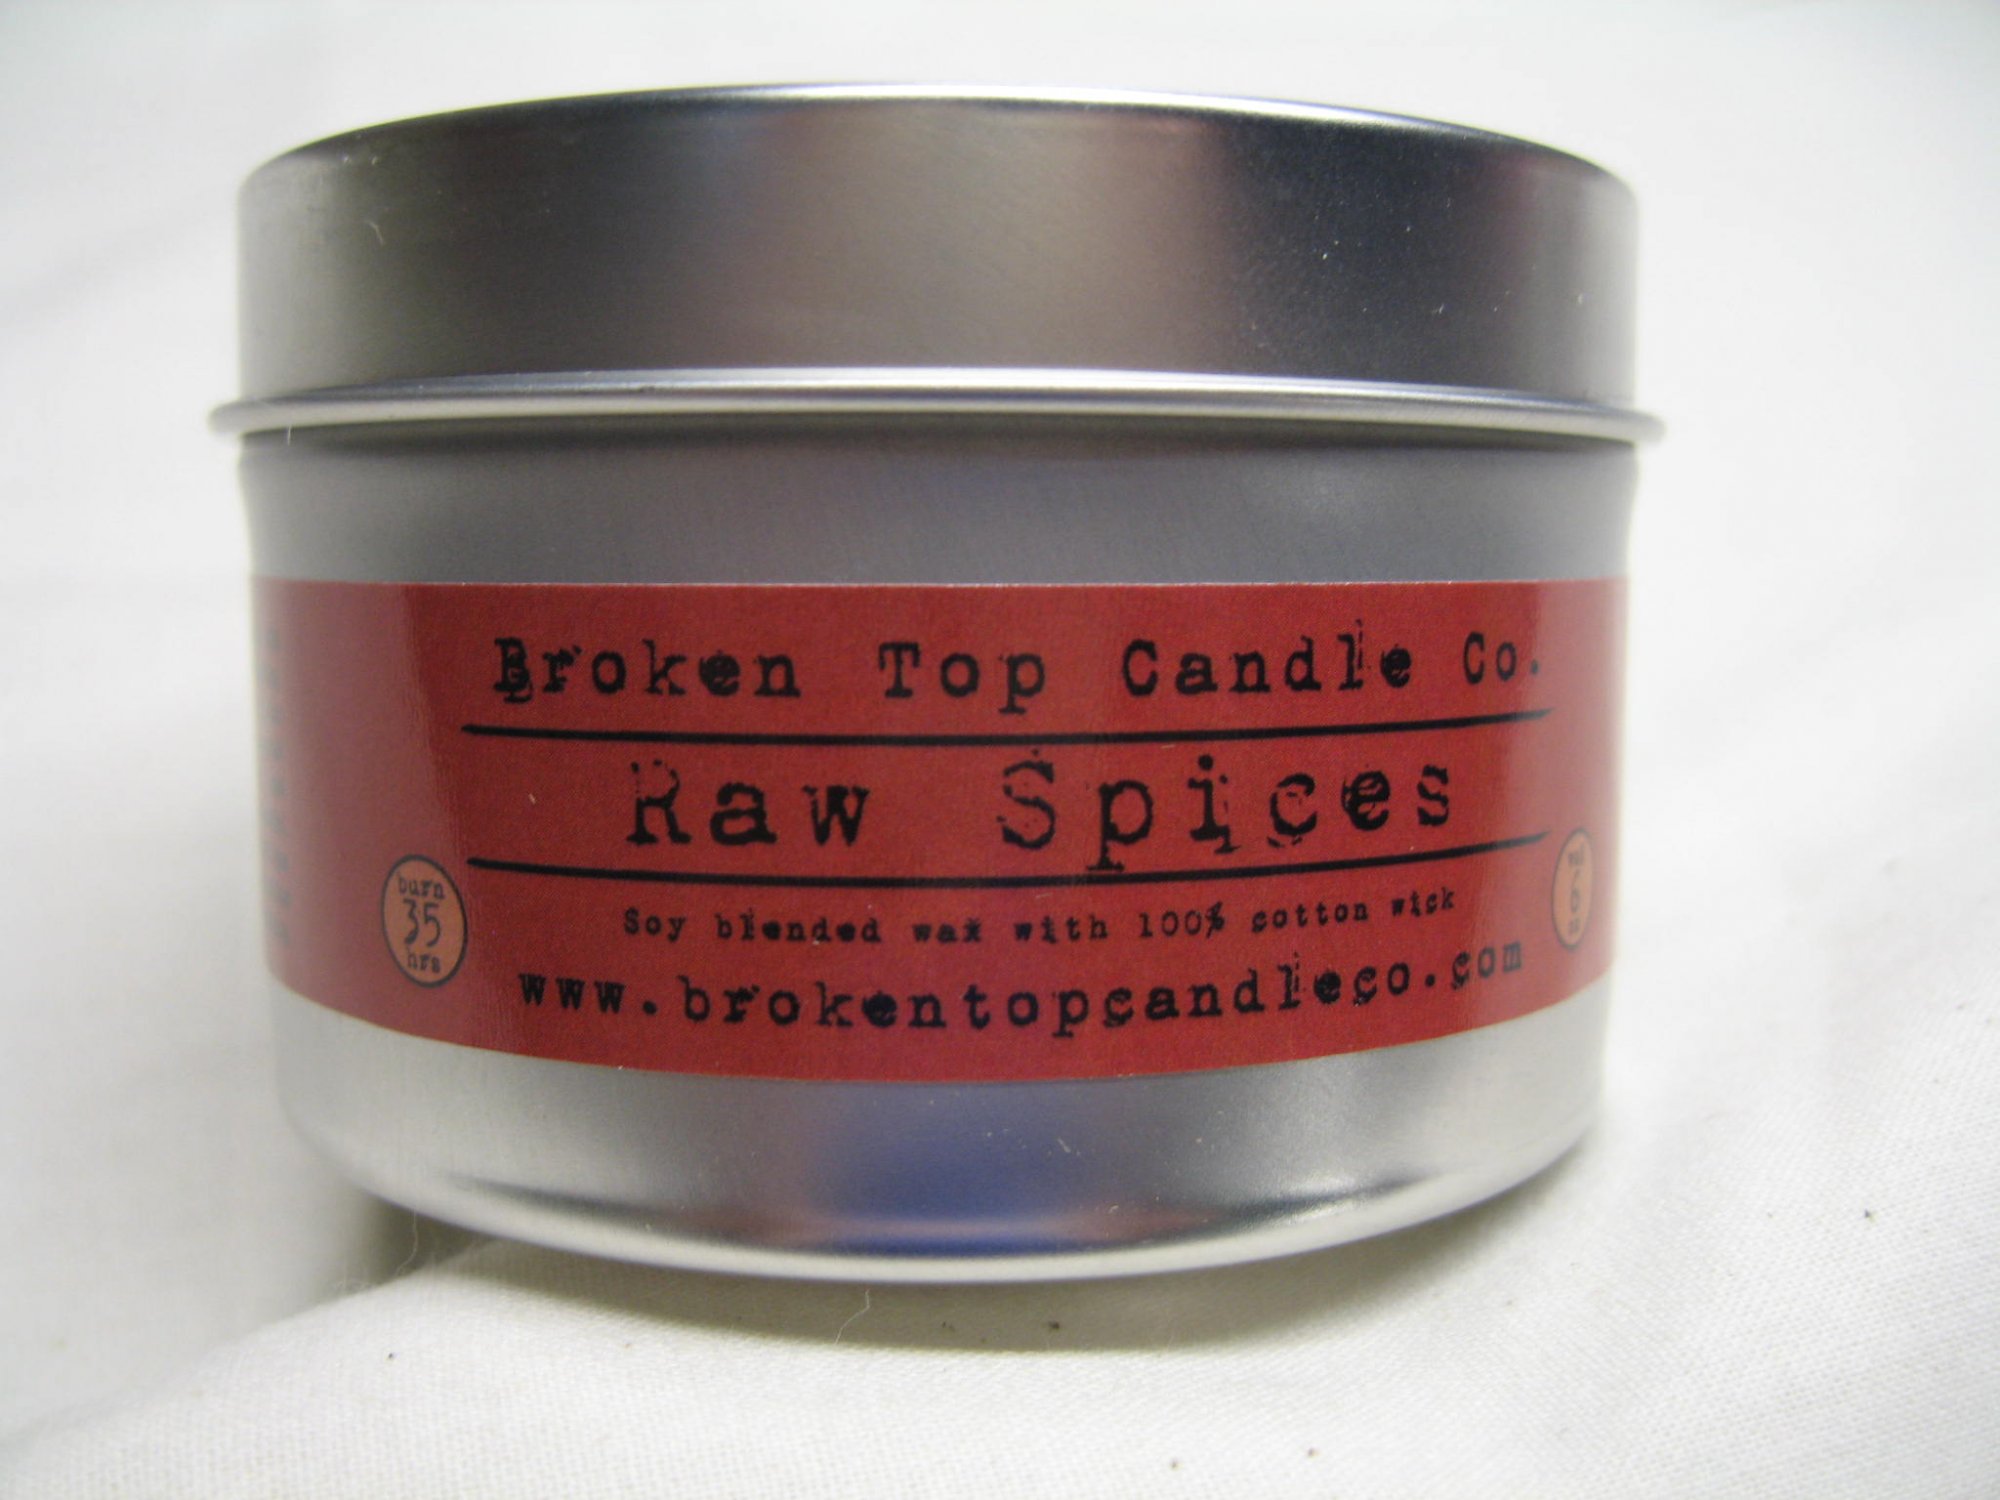 Broken Top Candle Co.
Raw Spices
burn
35
hrs
Soy blended wax with 100% cotton wick
www.brokentopcandleco.com
6